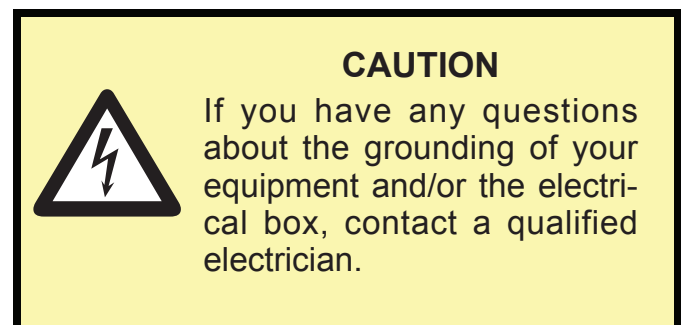 CAUTION
If you have any questions
about the grounding of your
equipment and/or the electri-
cal box, contact a qualified
electrician.